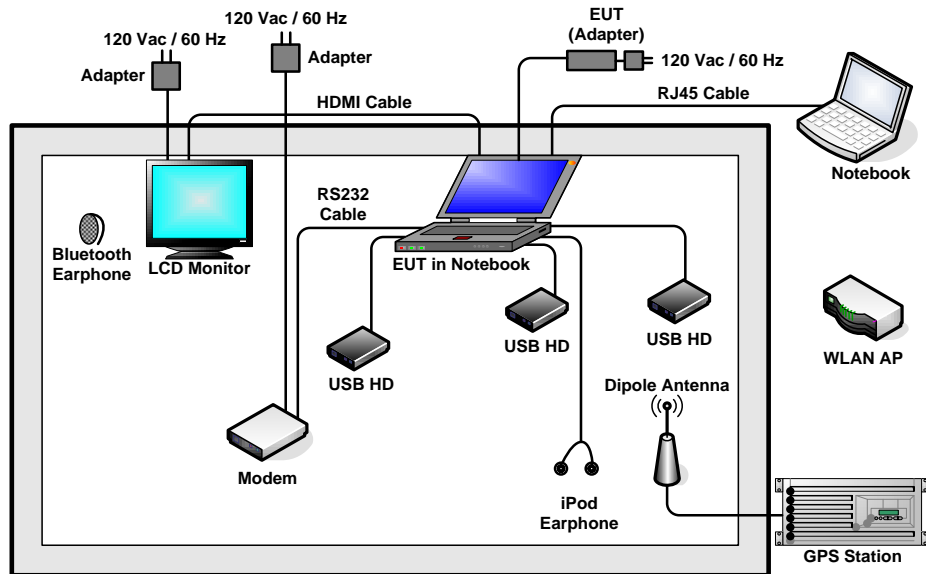 120 Vac / 60 Hz
120 Vac / 60 Hz
EUT
(Adapter)
Adapter
Adapter
120 Vac / 60 Hz
HDMI Cable
RJ45 Cable
Notebook
RS232
Cable
Bluetooth
Earphone
LCD Monitor
EUT in Notebook
USB HD
USB HD
USB HD
WLAN AP
Dipole Antenna
Modem
iPod
Earphone
GPS Station